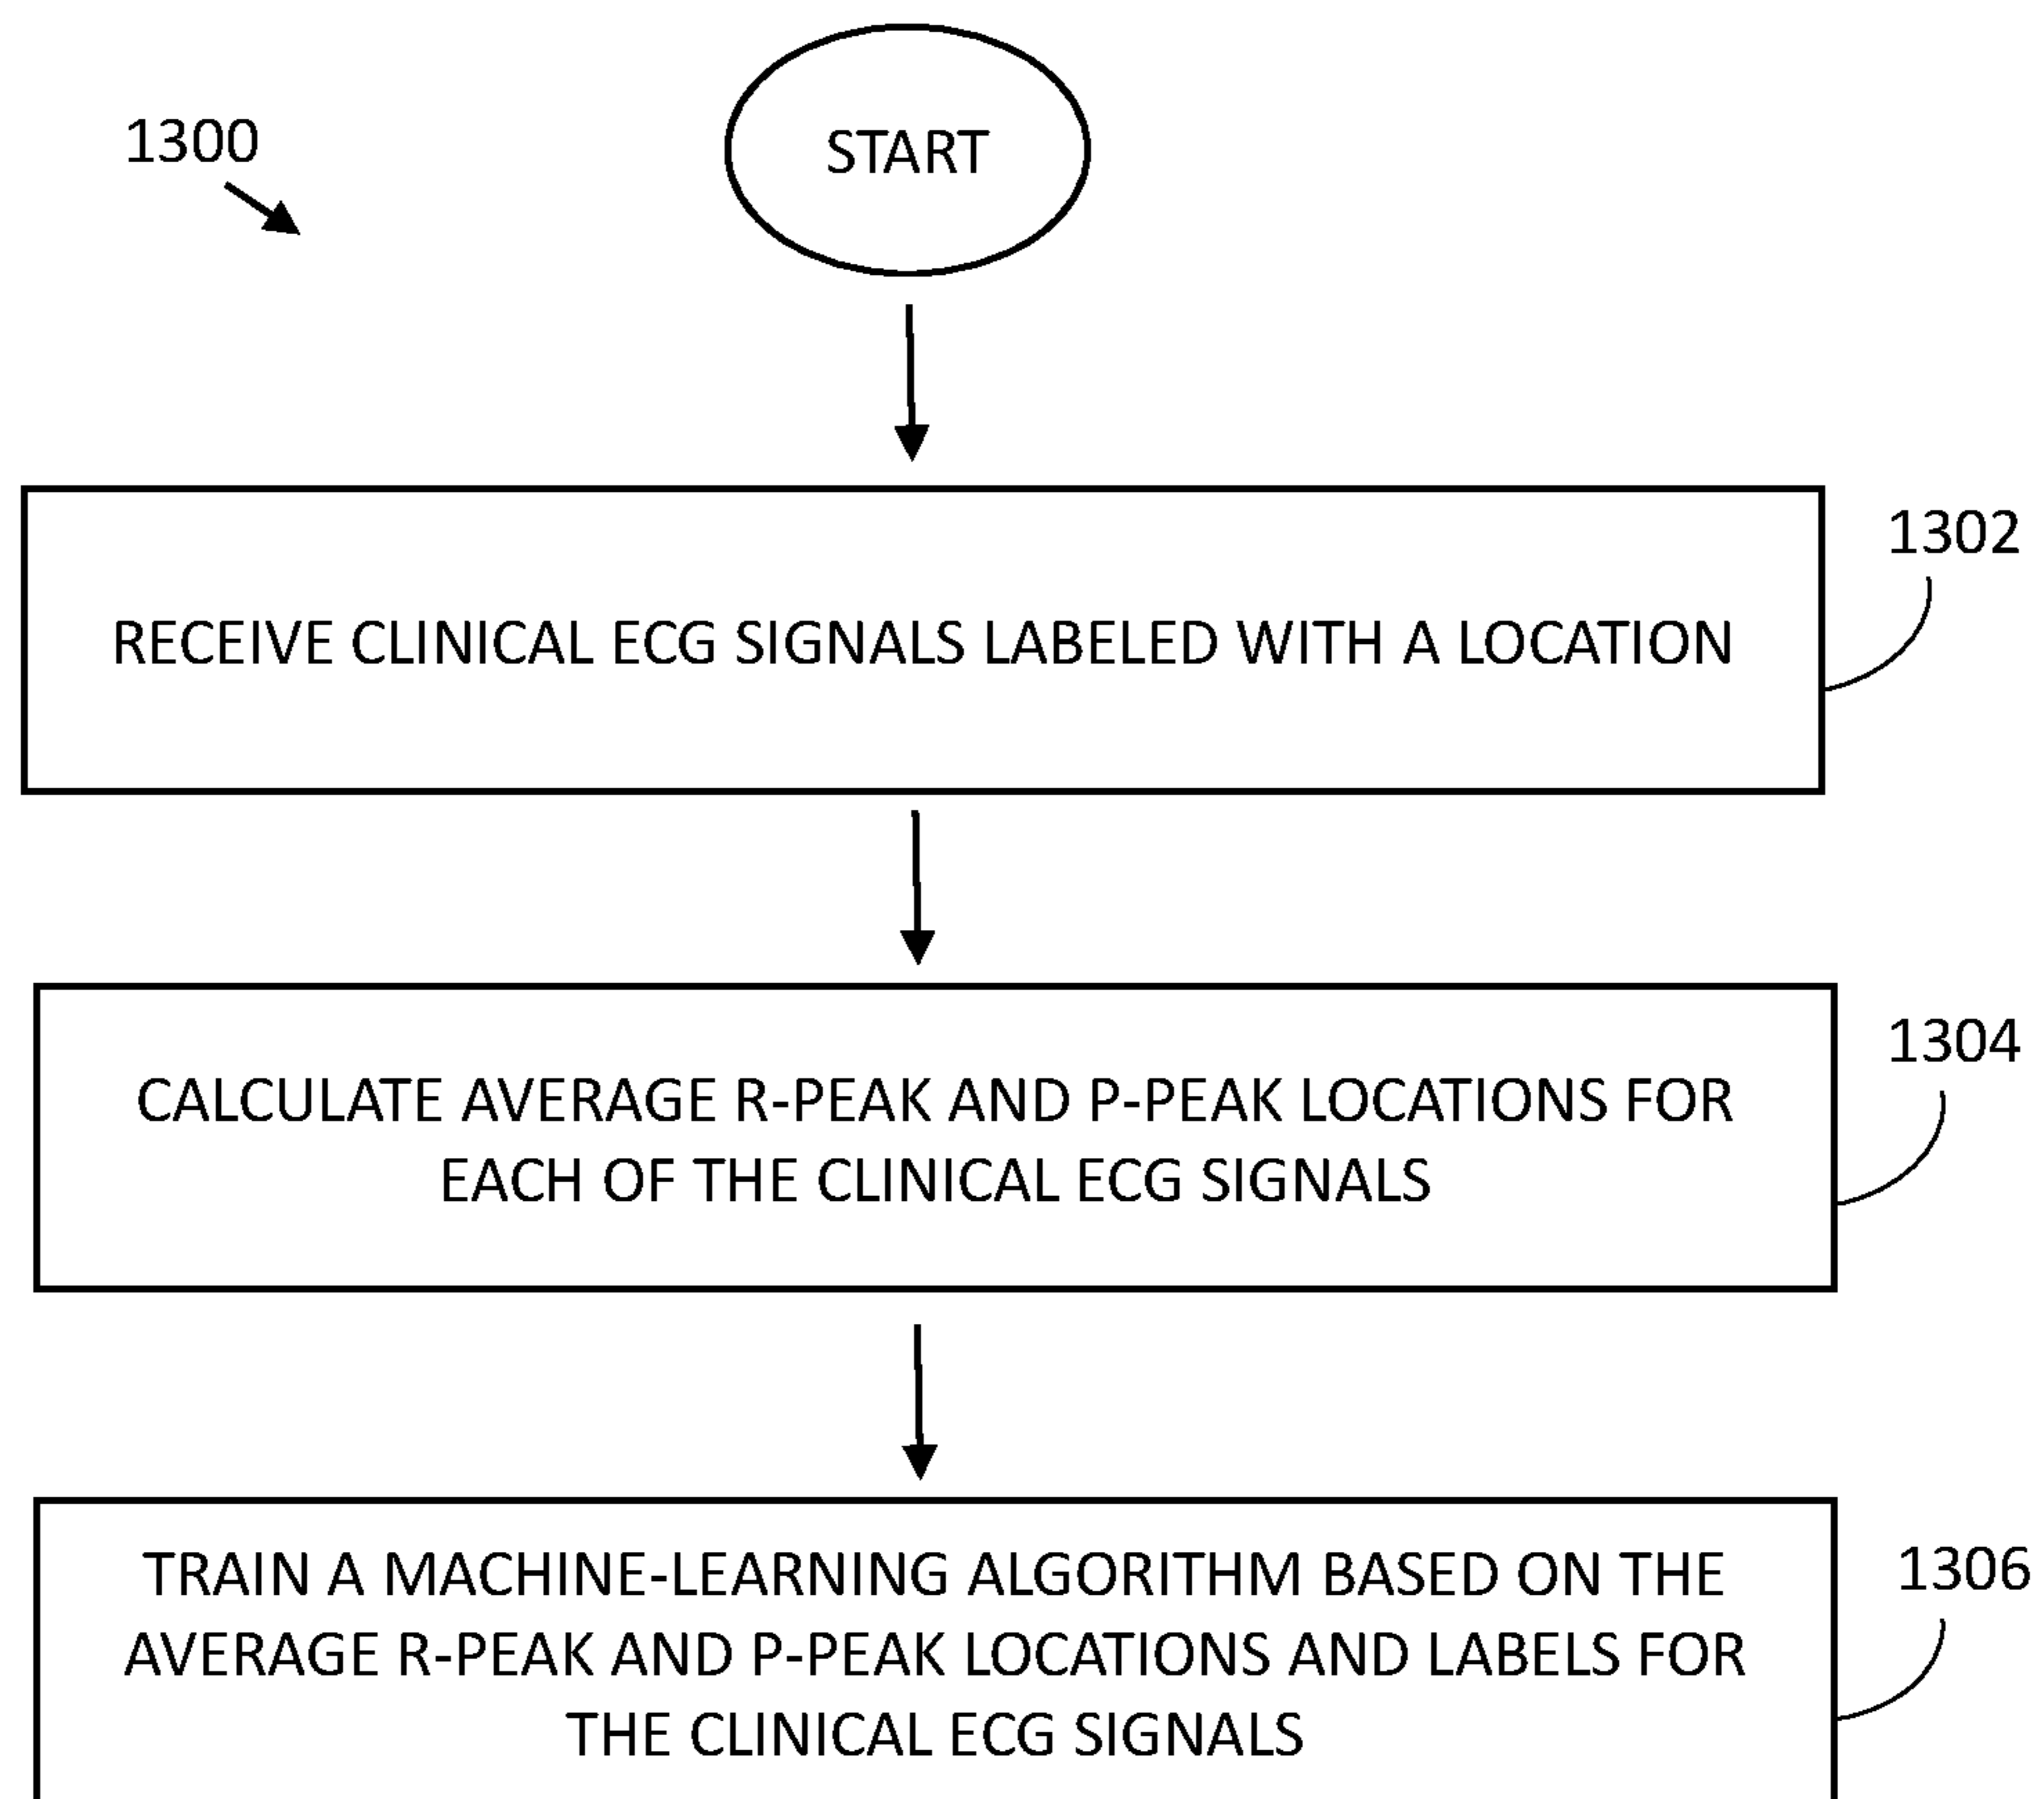 1300
START
1302
RECEIVE CLINICAL ECG SIGNALS LABELED WITH A LOCATION
1304
CALCULATE AVERAGE R-PEAK AND P-PEAK LOCATIONS FOR
EACH OF THE CLINICAL ECG SIGNALS
1306
TRAIN A MACHINE-LEARNING ALGORITHM BASED ON THE
AVERAGE R-PEAK AND P-PEAK LOCATIONS AND LABELS FOR
THE CLINICAL ECG SIGNALS